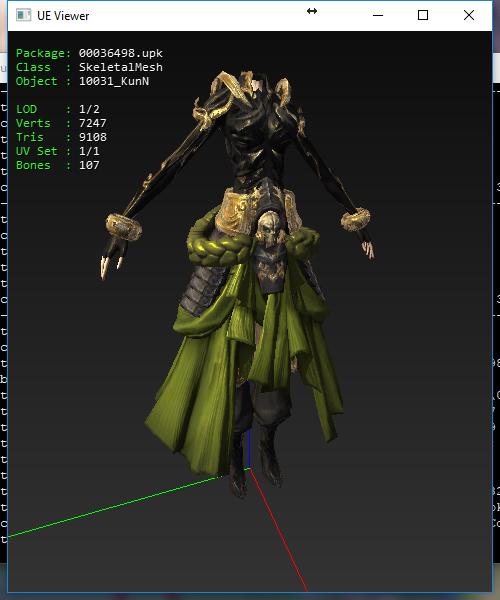 UE Viewer
Package: 00036498.upk
Class  : SkeletalMesh
Object : 10031_KunN
LOD    : 1/2
Verts  : 7247
Tris   : 9108
UV Set : 1/1
Bones  : 107